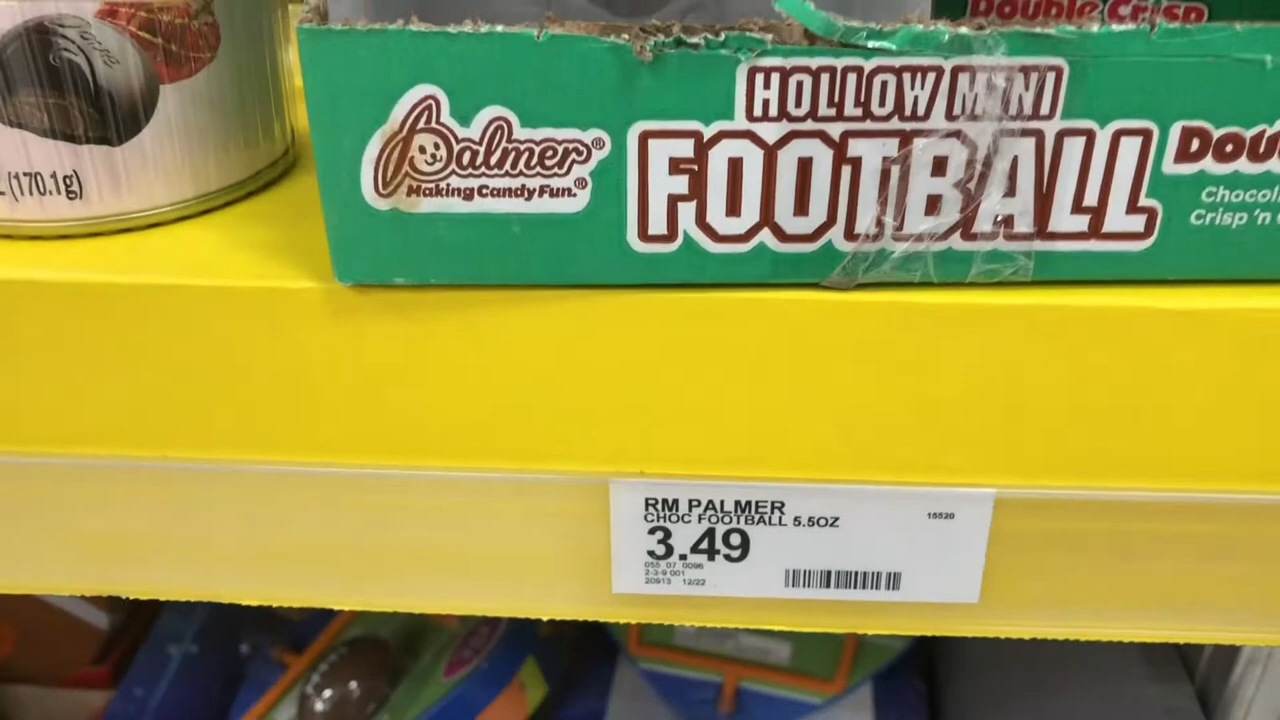 Double Crisp
HOLLOW MINI
FOOTBALL
Palmer®
Making Candy Fun.®
Dou
Chocol
Crisp 'n
(170.1g)
RM PALMER
CHOC FOOTBALL 5.5OZ
15520
3.49
055 07 0096
2-3-9 001
20913 12/22